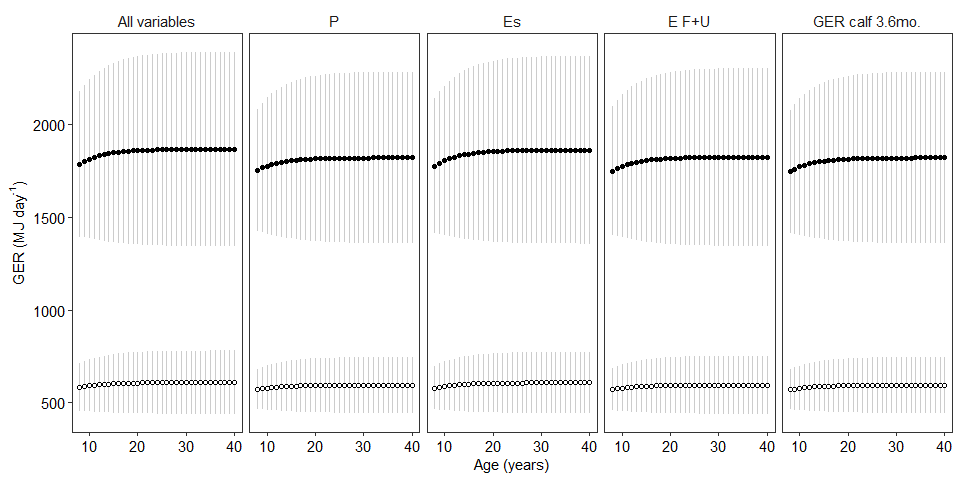 All variables P Es E F+U GER calf 3.6mo.
GER (MJ day⁻¹)
2000
1500
1000
500
10 20 30 40 10 20 30 40 10 20 30 40 10 20 30 40 10 20 30 40
Age (years)